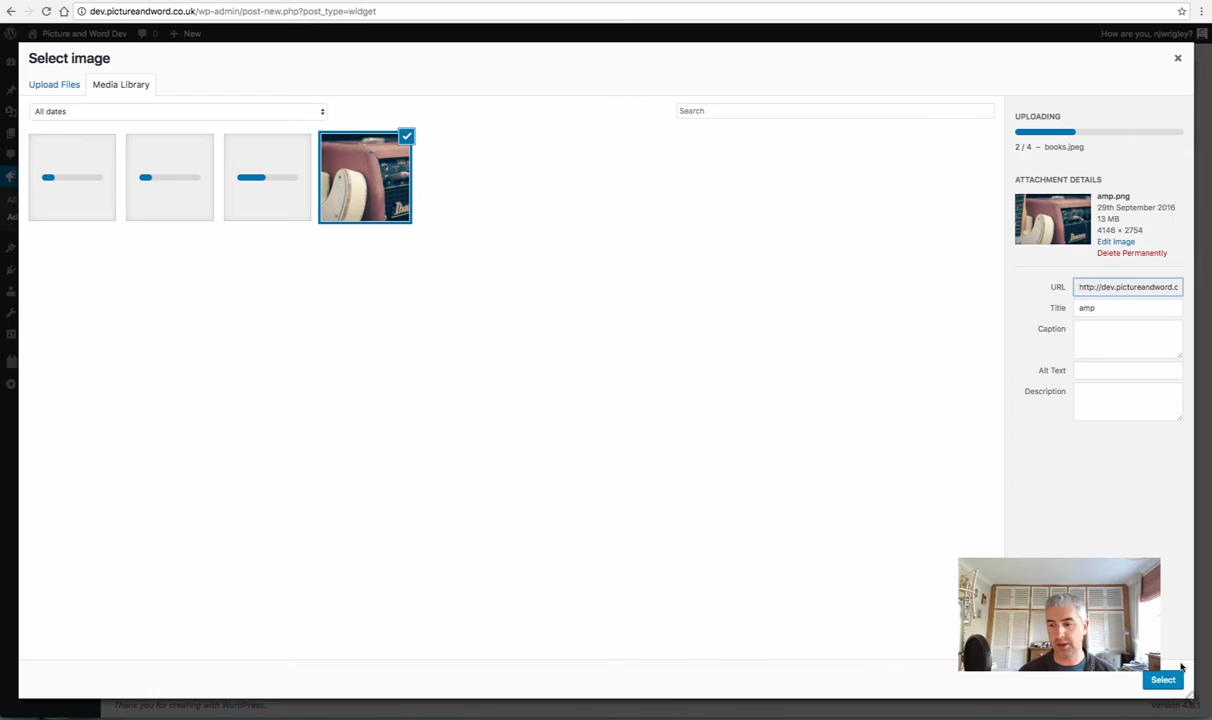 dev.pictureandword.co.uk/wp-admin/post-new.php?post_type=widget
Picture and Word Dev
0
New
How are you, njwrigley?
Select image
Upload Files
Media Library
All dates
Search
UPLOADING
2 / 4 – books.jpeg
ATTACHMENT DETAILS
amp.png
29th September 2016
13 MB
4146 × 2754
Edit Image
Delete Permanently
URL http://dev.pictureandword.c
Title amp
Caption
Alt Text
Description
Ibanez
Select
Thank you for creating with WordPress.